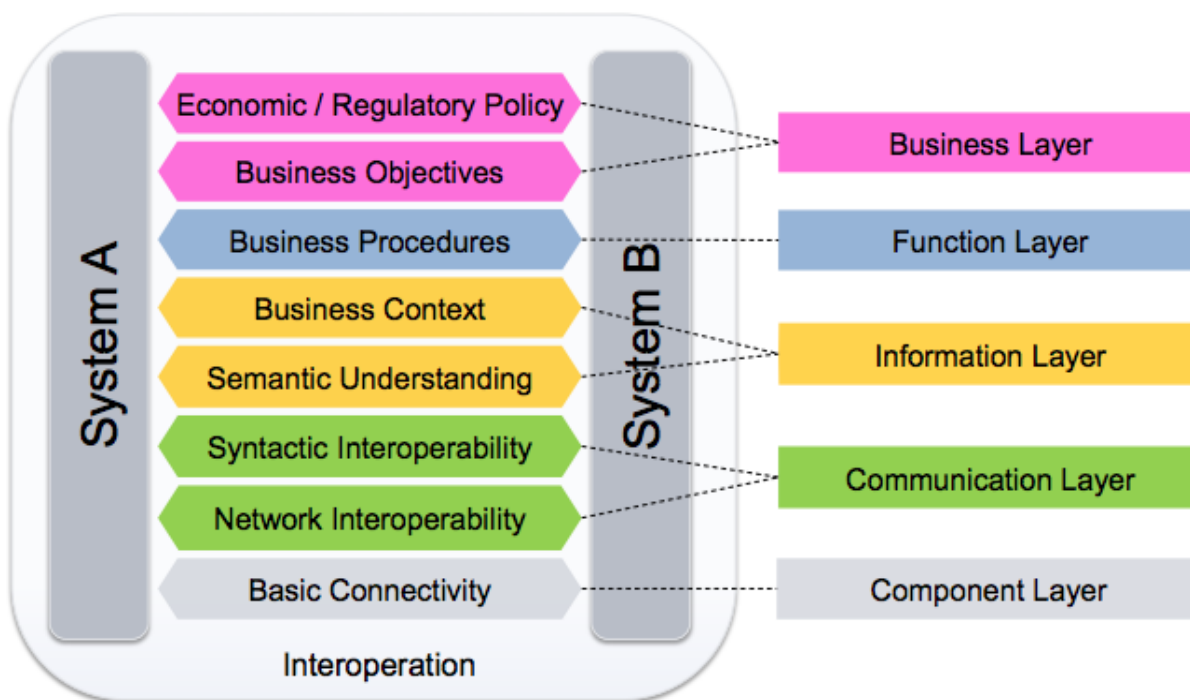 System A
Economic / Regulatory Policy
Business Objectives
Business Procedures
Business Context
Semantic Understanding
Syntactic Interoperability
Network Interoperability
Basic Connectivity
System B
Interoperation
Business Layer
Function Layer
Information Layer
Communication Layer
Component Layer